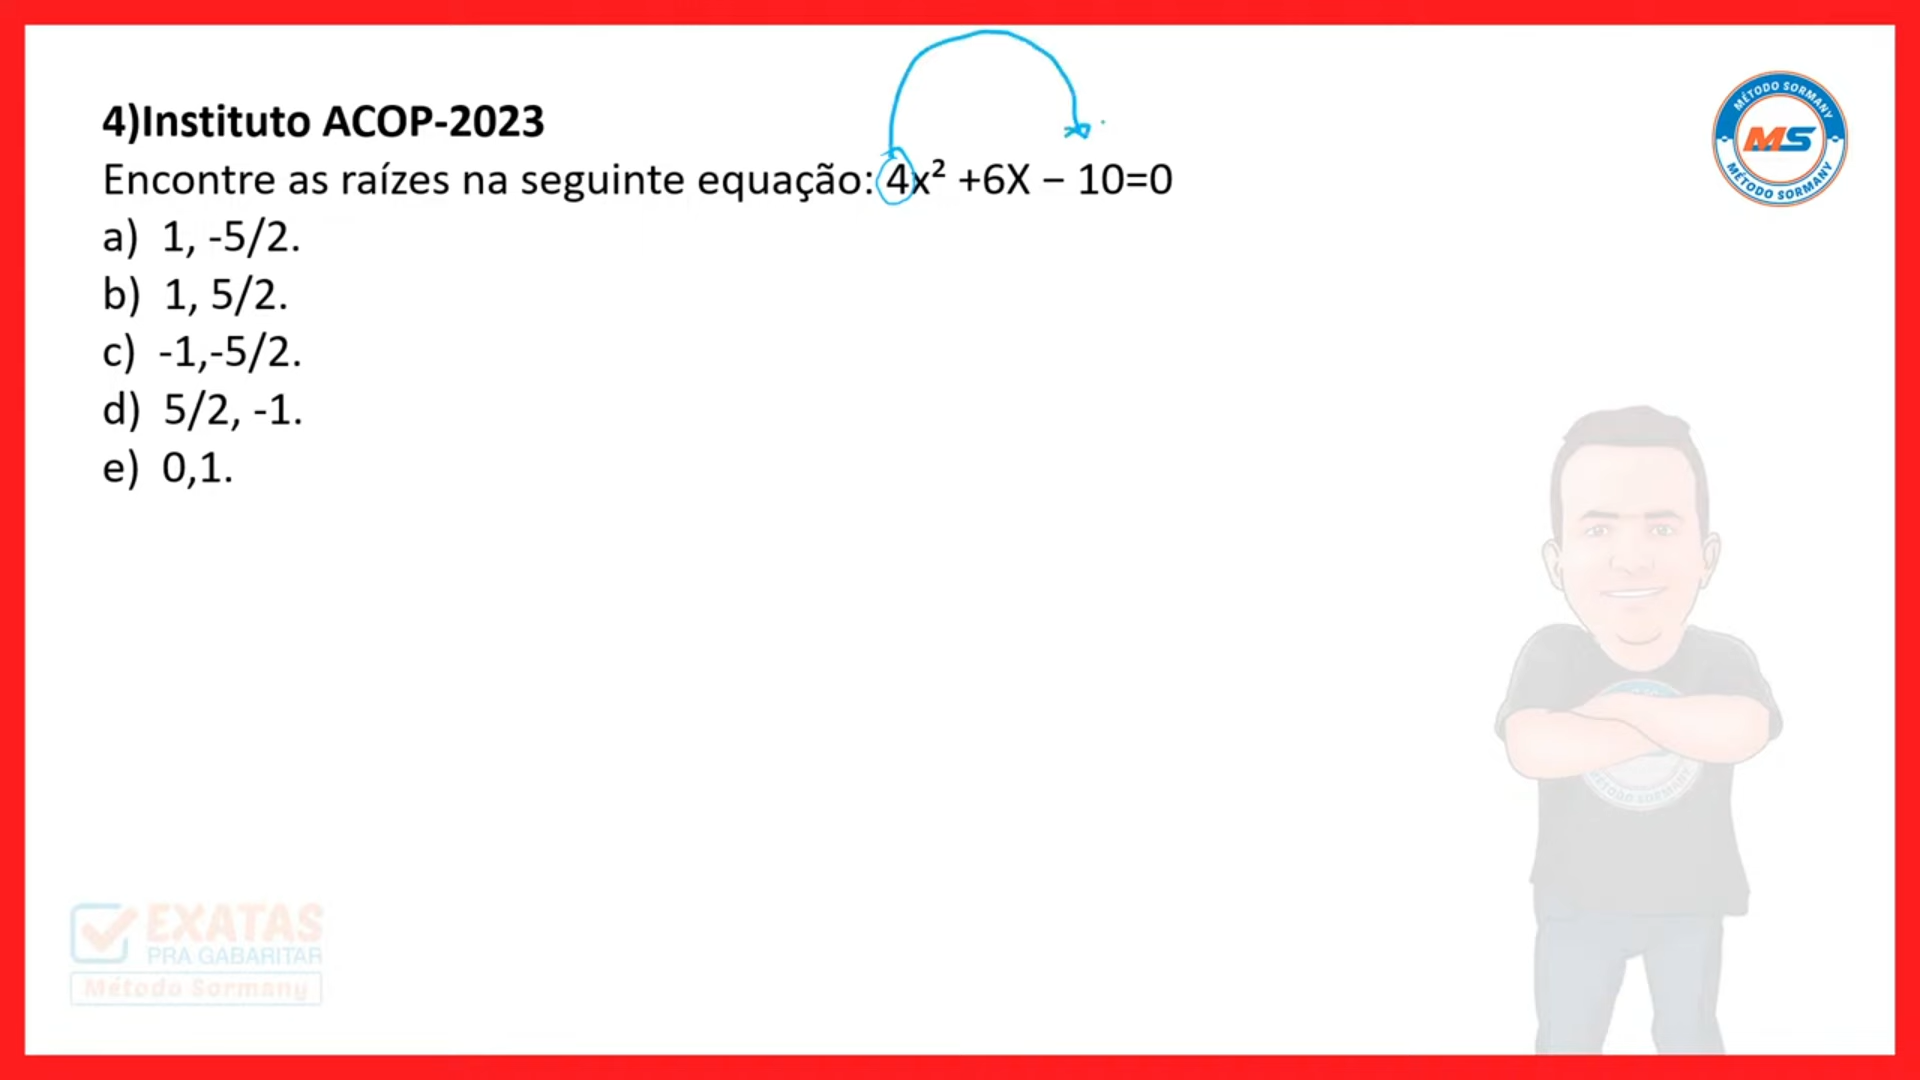 4)Instituto ACOP-2023
Encontre as raízes na seguinte equação: 4x² +6X – 10=0
a) 1, -5/2.
b) 1, 5/2.
c) -1,-5/2.
d) 5/2, -1.
e) 0,1.
MÉTODO SORMANY
MS
MÉTODO SORMANY
EXATAS
PRA GABARITAR
Método Sormany